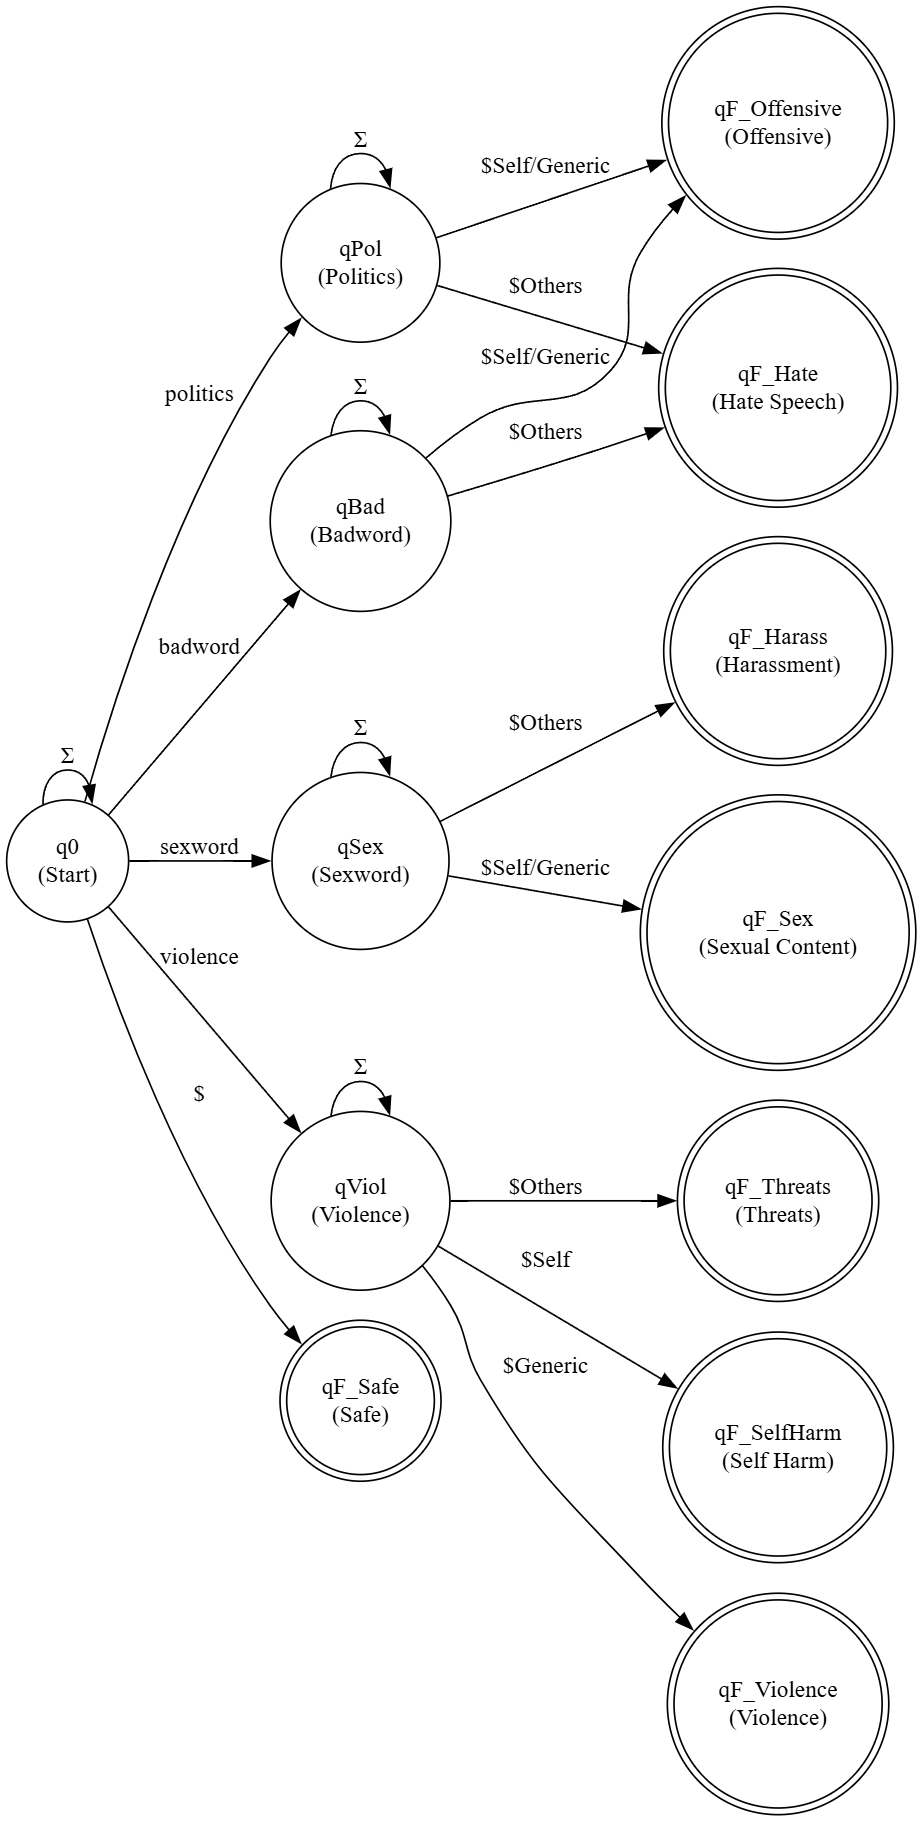 qF_Offensive
(Offensive)
Σ
$Self/Generic
qPol
(Politics)
$Others
$Self/Generic
qF_Hate
(Hate Speech)
politics
Σ
$Others
qBad
(Badword)
badword
qF_Harass
(Harassment)
Σ
$Others
Σ
q0
(Start)
sexword
qSex
(Sexword)
$Self/Generic
qF_Sex
(Sexual Content)
violence
Σ
$
qViol
(Violence)
$Others
qF_Threats
(Threats)
$Self
$Generic
qF_Safe
(Safe)
qF_SelfHarm
(Self Harm)
qF_Violence
(Violence)